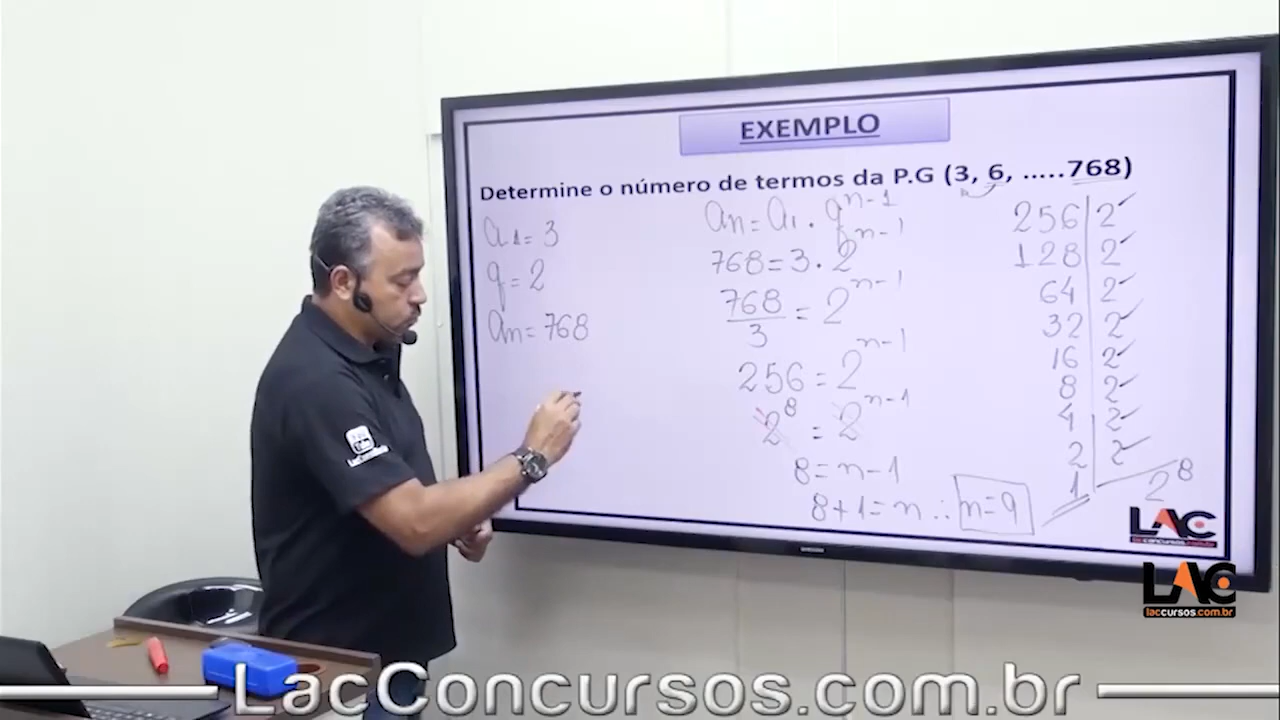 EXEMPLO
Determine o número de termos da P.G (3, 6, .....768)
a1 = 3
q = 2
an = 768
an = a1 . q^n-1
768 = 3 . 2^n-1
768/3 = 2^n-1
256 = 2^n-1
2^8 = 2^n-1
8 = n-1
8+1 = n ∴ n=9
256 | 2
128 | 2
64 | 2
32 | 2
16 | 2
8 | 2
4 | 2
2 | 2
1
2^8
LAC
LAC
laccursos.com.br
LacConcursos.com.br